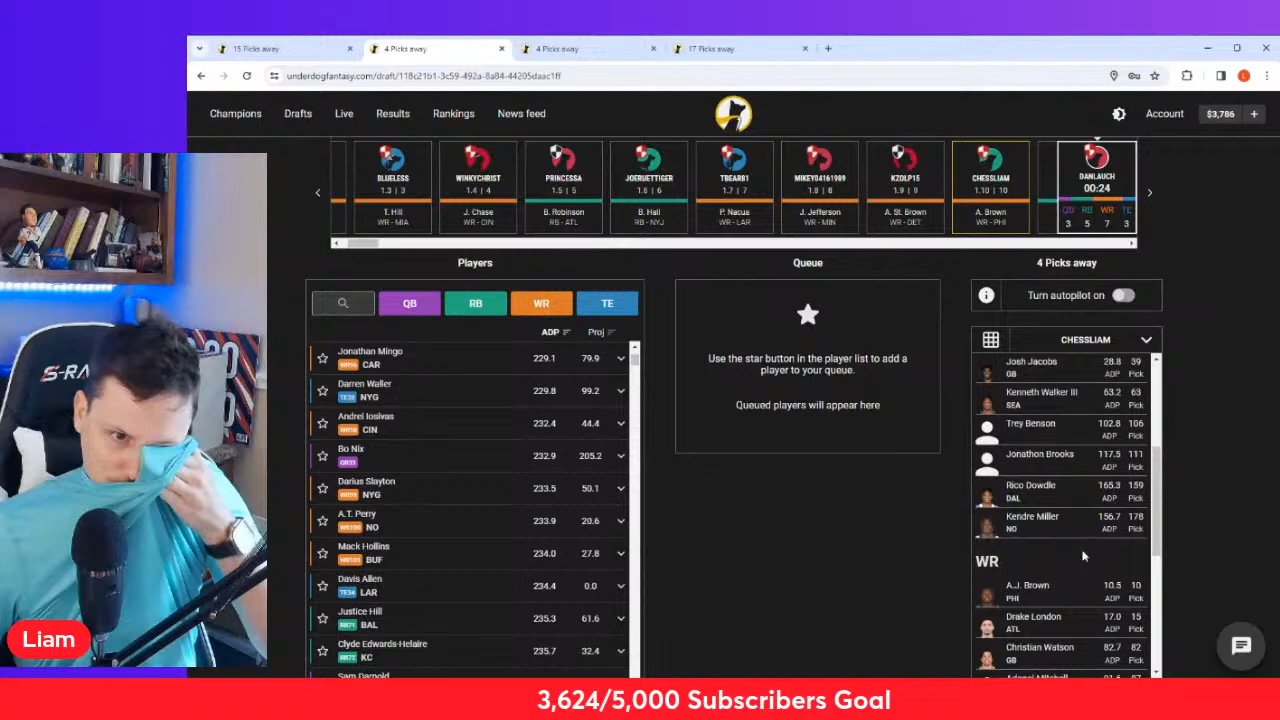 15 Picks away
4 Picks away
4 Picks away
17 Picks away
underdogfantasy.com/draft/118c21b1-3c59-492a-8a84-44205daac1ff
Champions Drafts Live Results Rankings News feed
Account $3,786 +
BLUELESS
1.3 | 3
T. Hill
WR - MIA
WINKYCHRIST
1.4 | 4
J. Chase
WR - CIN
PRINCESSA
1.5 | 5
B. Robinson
RB - ATL
JOERUETTIGER
1.6 | 6
B. Hall
RB - NYJ
TBEAR81
1.7 | 7
P. Nacua
WR - LAR
MIKEY04161989
1.8 | 8
J. Jefferson
WR - MIN
KZOLP15
1.9 | 9
A. St. Brown
WR - DET
CHESSLIAM
1.10 | 10
A. Brown
WR - PHI
DANLAUCH
00:24
QB RB WR TE
3 5 7 3
Players
QB RB WR TE
ADP Proj
Jonathan Mingo
CAR
229.1 79.9
Darren Waller
NYG
229.8 99.2
Andrei Iosivas
CIN
232.4 44.4
Bo Nix
232.9 205.2
Darius Slayton
NYG
233.5 50.1
A.T. Perry
NO
233.9 20.6
Mack Hollins
BUF
234.0 27.8
Davis Allen
LAR
234.4 0.0
Justice Hill
BAL
235.3 61.6
Clyde Edwards-Helaire
KC
235.7 32.4
Queue
Use the star button in the player list to add a
player to your queue.
Queued players will appear here
4 Picks away
Turn autopilot on
CHESSLIAM
Josh Jacobs 28.8 39
GB ADP Pick
Kenneth Walker III 63.2 63
SEA ADP Pick
Trey Benson 102.8 106
ADP Pick
Jonathon Brooks 117.5 111
ADP Pick
Rico Dowdle 165.3 159
DAL ADP Pick
Kendre Miller 156.7 178
NO ADP Pick
WR
A.J. Brown 10.5 10
PHI ADP Pick
Drake London 17.0 15
ATL ADP Pick
Christian Watson 82.7 82
GB ADP Pick
Liam
3,624/5,000 Subscribers Goal